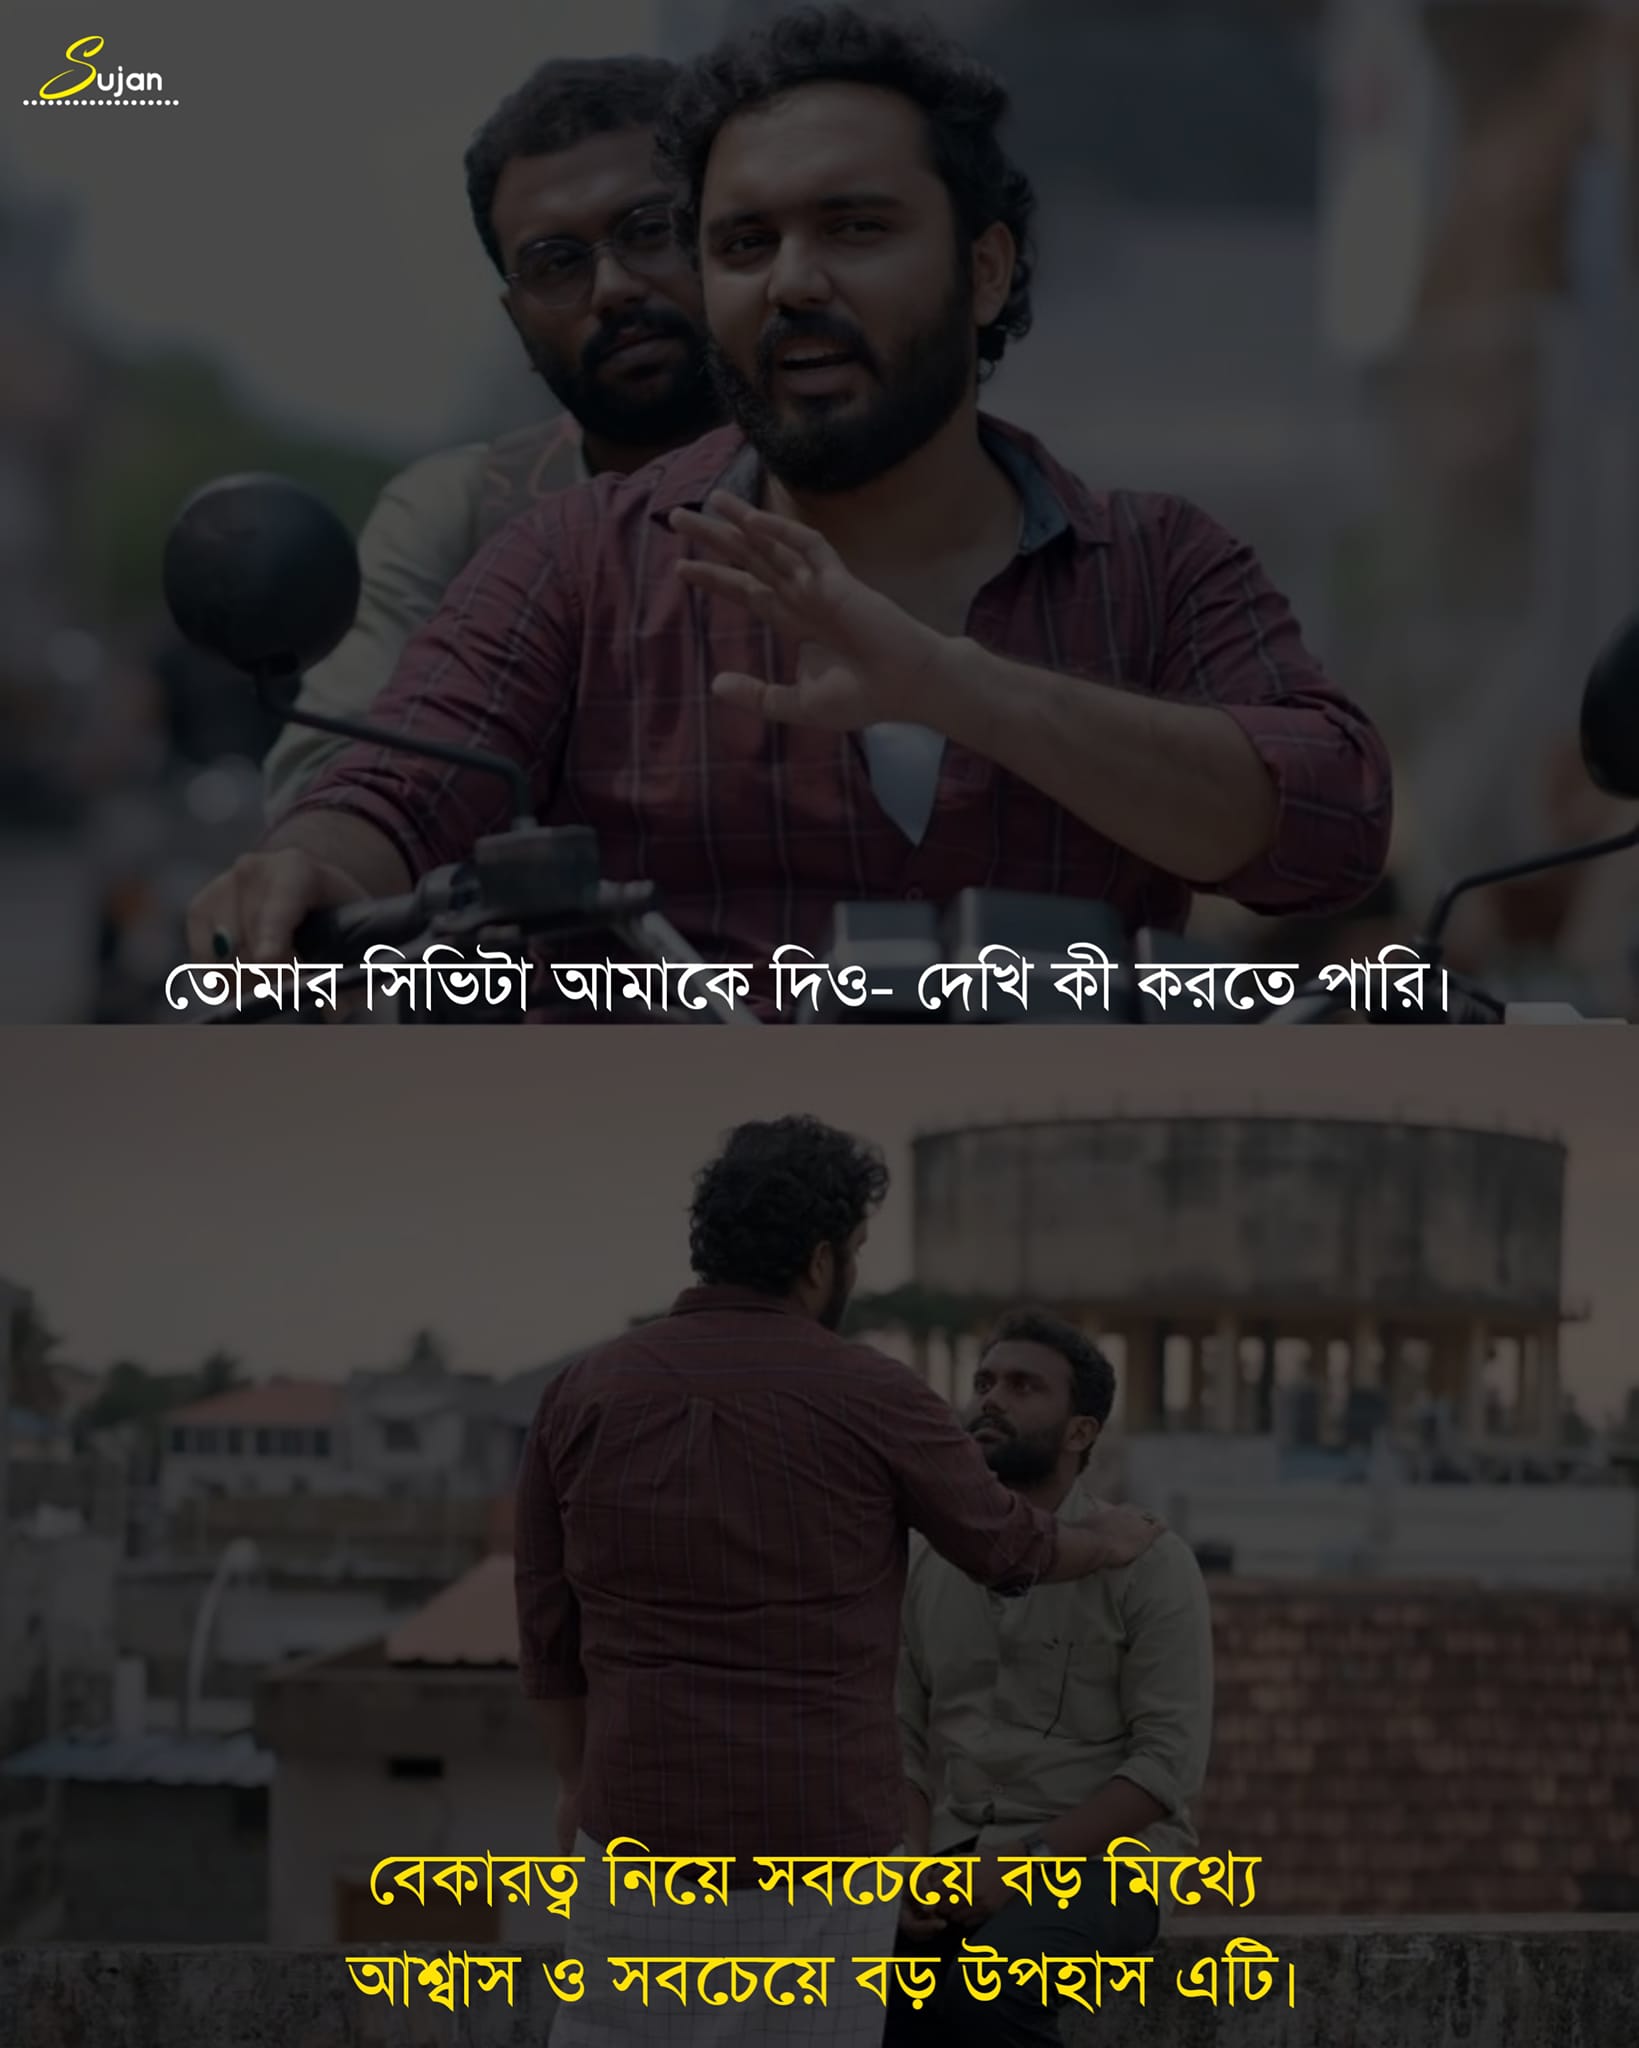 Sujan
তোমার সিভিটা আমাকে দিও- দেখি কী করতে পারি।
বেকারত্ব নিয়ে সবচেয়ে বড় মিথ্যে
আশ্বাস ও সবচেয়ে বড় উপহাস এটি।